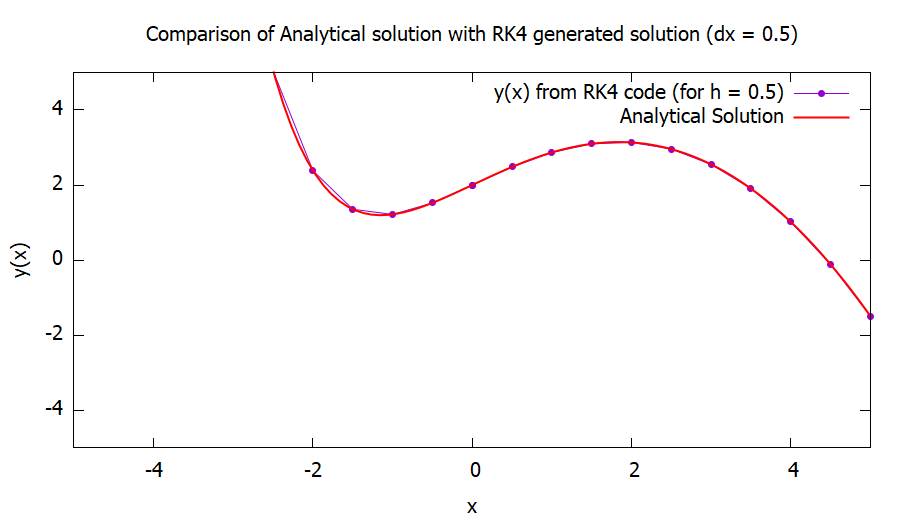 Comparison of Analytical solution with RK4 generated solution (dx = 0.5)
y(x) from RK4 code (for h = 0.5)
Analytical Solution
4
2
0
-2
-4
y(x)
-4
-2
0
2
4
x